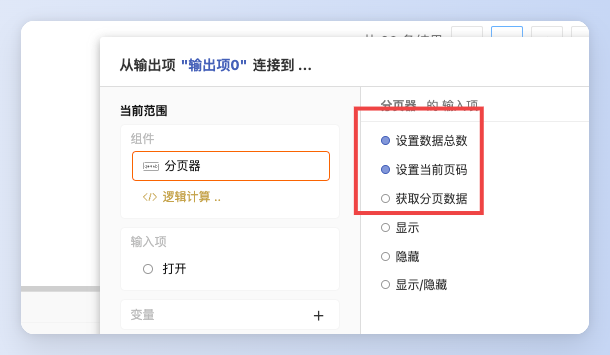 从输出项 "输出项0" 连接到 ...
当前范围
组件
分页器
</> 逻辑计算 ..
输入项
打开
变量 +
分页器 的 输入项
设置数据总数
设置当前页码
获取分页数据
显示
隐藏
显示/隐藏